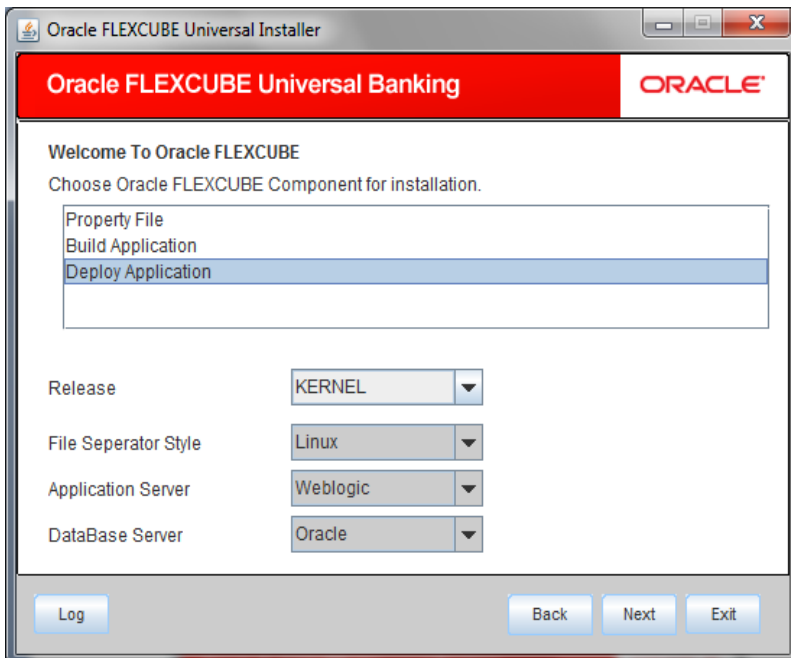 Oracle FLEXCUBE Universal Installer
Oracle FLEXCUBE Universal Banking
ORACLE
Welcome To Oracle FLEXCUBE
Choose Oracle FLEXCUBE Component for installation.
Property File
Build Application
Deploy Application
Release KERNEL
File Seperator Style Linux
Application Server Weblogic
DataBase Server Oracle
Log Back Next Exit